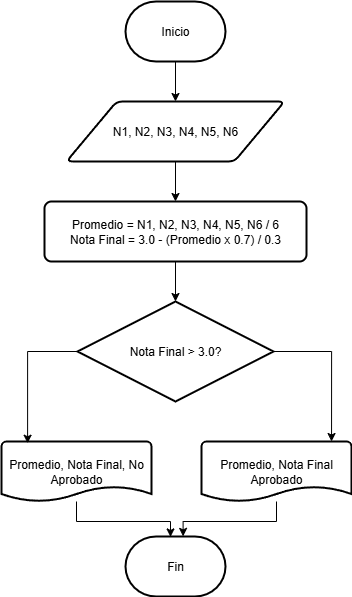 Inicio
N1, N2, N3, N4, N5, N6
Promedio = N1, N2, N3, N4, N5, N6 / 6
Nota Final = 3.0 - (Promedio x 0.7) / 0.3
Nota Final > 3.0?
Promedio, Nota Final, No
Aprobado
Promedio, Nota Final
Aprobado
Fin